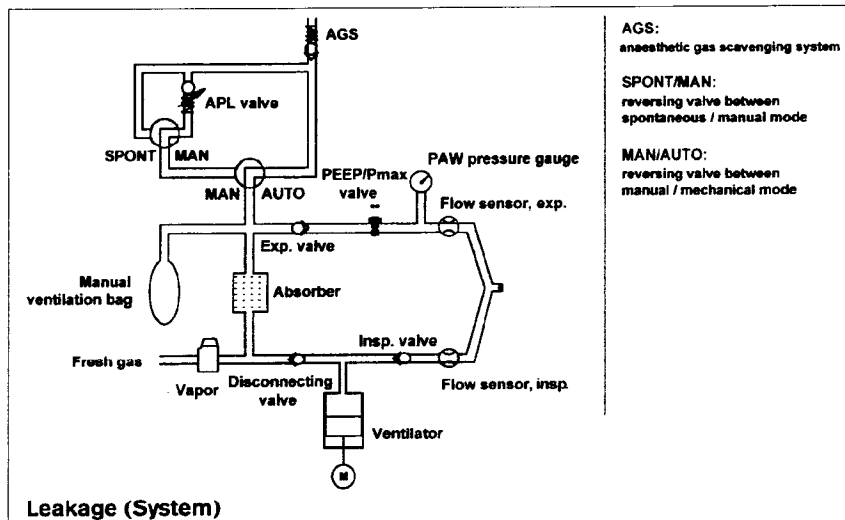 AGS
APL valve
SPONT
MAN
MAN
AUTO
PEEP/Pmax
valve
PAW pressure gauge
Flow sensor, exp.
Exp. valve
Manual
ventilation bag
Absorber
Insp. valve
Fresh gas
Vapor
Disconnecting
valve
Flow sensor, insp.
Ventilator
M
Leakage (System)
AGS:
anaesthetic gas scavenging system
SPONT/MAN:
reversing valve between
spontaneous / manual mode
MAN/AUTO:
reversing valve between
manual / mechanical mode